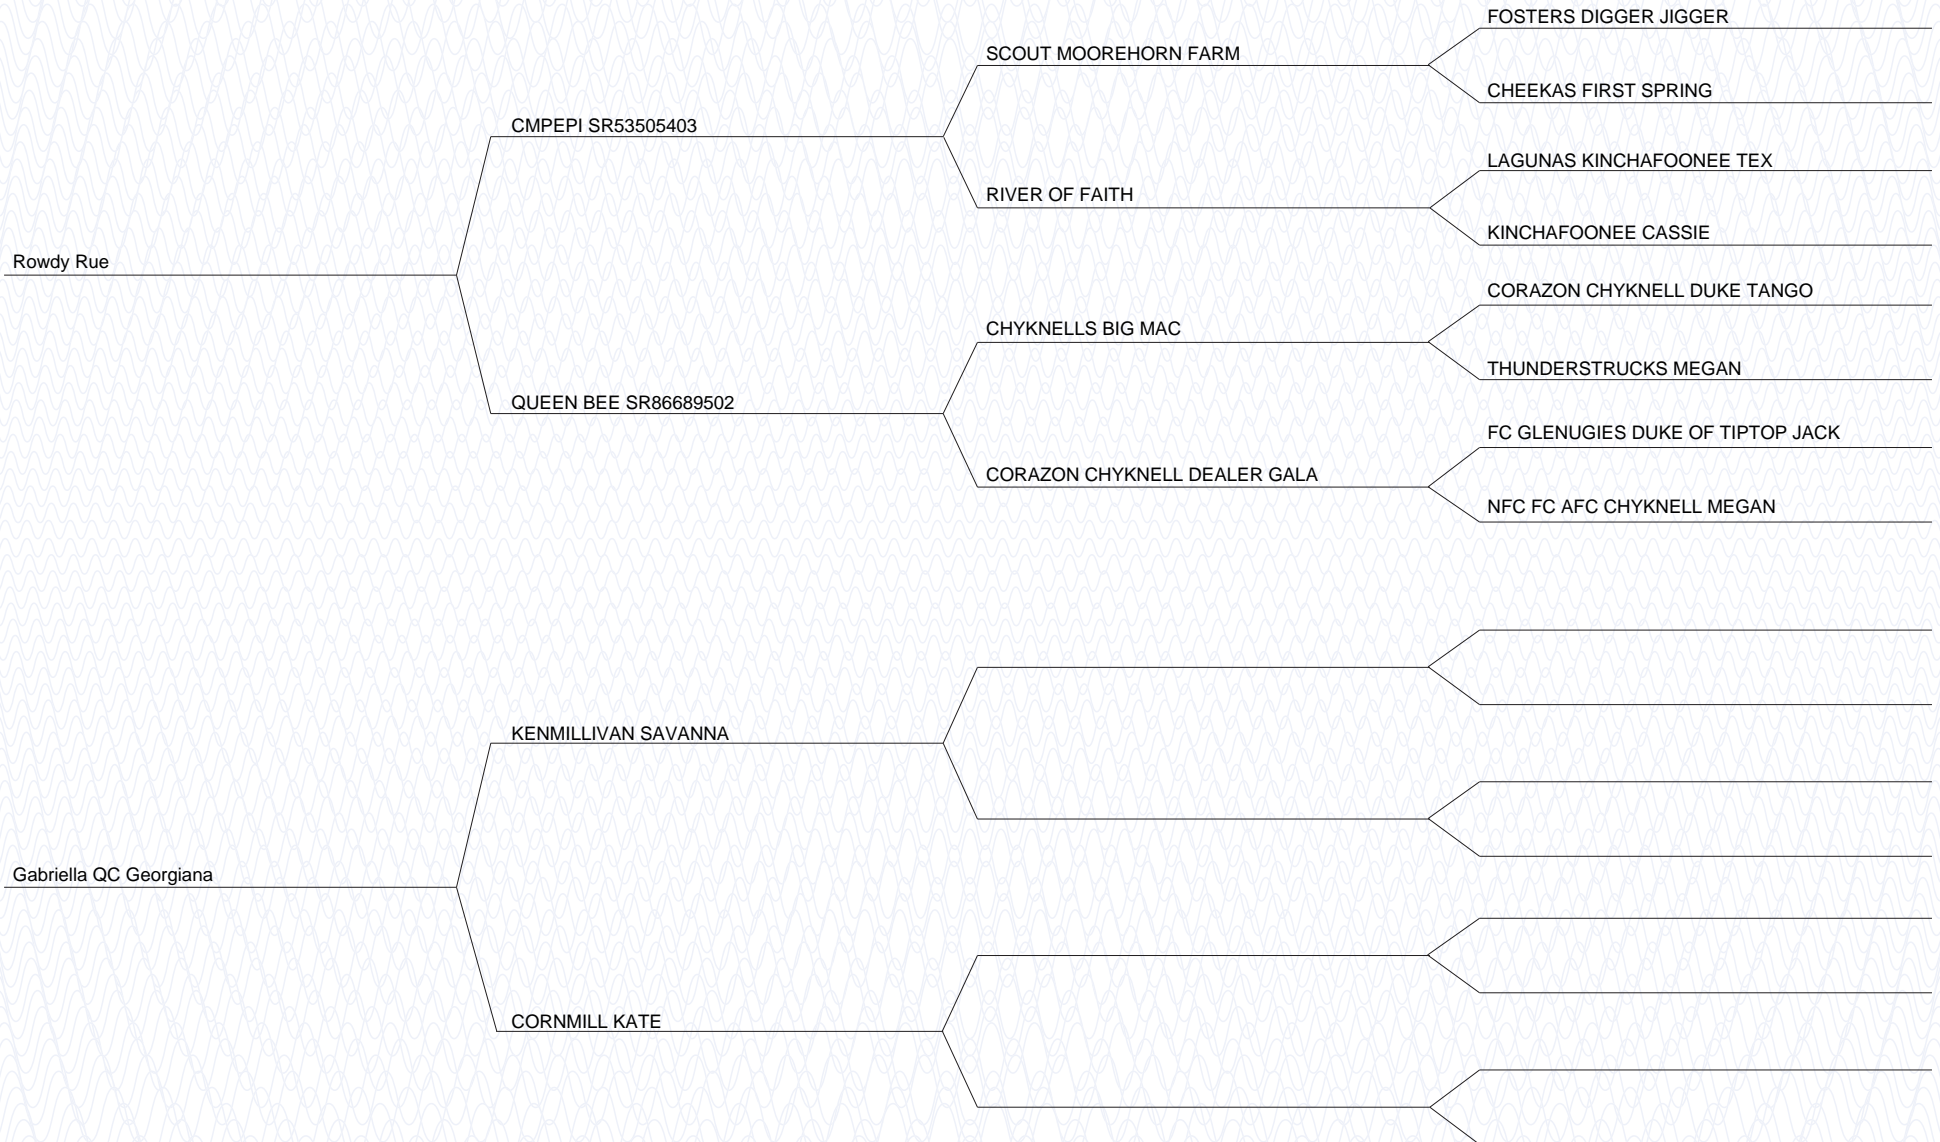 FOSTERS DIGGER JIGGER
SCOUT MOOREHORN FARM
CHEEKAS FIRST SPRING
CMPEPI SR53505403
LAGUNAS KINCHAFOONEE TEX
RIVER OF FAITH
KINCHAFOONEE CASSIE
Rowdy Rue
CORAZON CHYKNELL DUKE TANGO
CHYKNELLS BIG MAC
THUNDERSTRUCKS MEGAN
QUEEN BEE SR86689502
FC GLENUGIES DUKE OF TIPTOP JACK
CORAZON CHYKNELL DEALER GALA
NFC FC AFC CHYKNELL MEGAN
KENMILLIVAN SAVANNA
Gabriella QC Georgiana
CORNMILL KATE